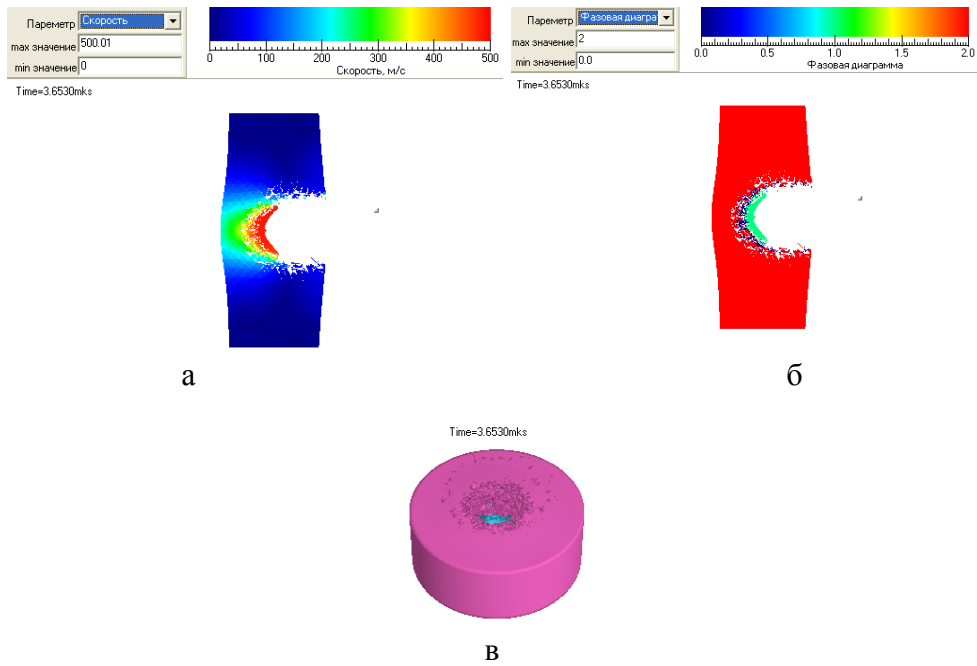 Пареметр Скорость
max значение 500.01
min значение 0
0 100 200 300 400 500
Скорость, м/с
Time=3.6530mks
а
Пареметр Фазовая диагра
max значение 2
min значение 0.0
0.0 0.5 1.0 1.5 2.0
Фазовая диаграмма
Time=3.6530mks
б
Time=3.6530mks
в